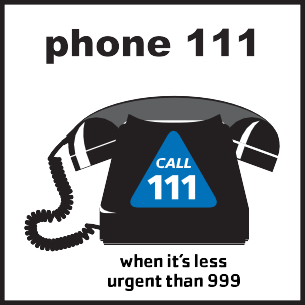 phone 111
CALL
111
when it's less
urgent than 999